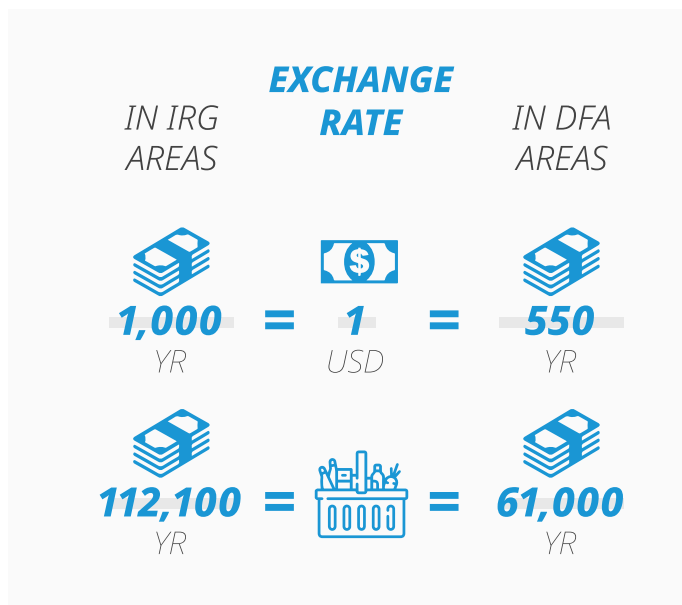 EXCHANGE
RATE
IN IRG
AREAS
IN DFA
AREAS
$
1,000 = 1 = 550
YR USD YR
112,100 = = 61,000
YR YR